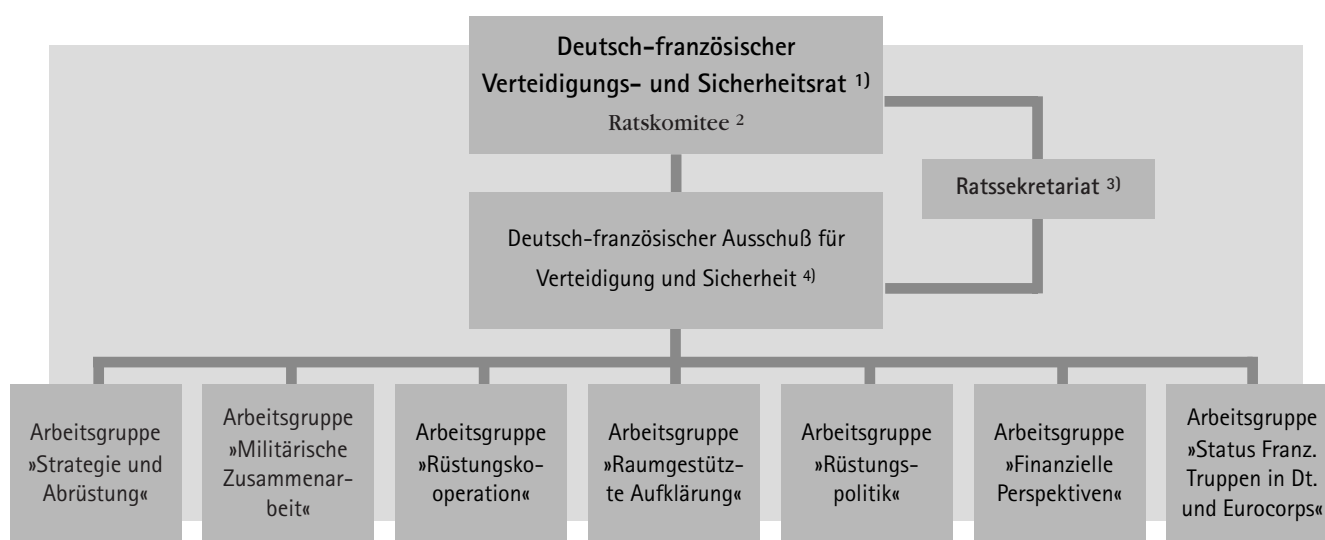 Deutsch-französischer
Verteidigungs- und Sicherheitsrat 1)
Ratskomitee 2
Ratssekretariat 3)
Deutsch-französischer Ausschuß für
Verteidigung und Sicherheit 4)
Arbeitsgruppe
»Strategie und
Abrüstung«
Arbeitsgruppe
»Militärische
Zusammenar-
beit«
Arbeitsgruppe
»Rüstungsko-
operation«
Arbeitsgruppe
»Raumgestütz-
te Aufklärung«
Arbeitsgruppe
»Rüstungs-
politik«
Arbeitsgruppe
»Finanzielle
Perspektiven«
Arbeitsgruppe
»Status Franz.
Truppen in Dt.
und Eurocorps«